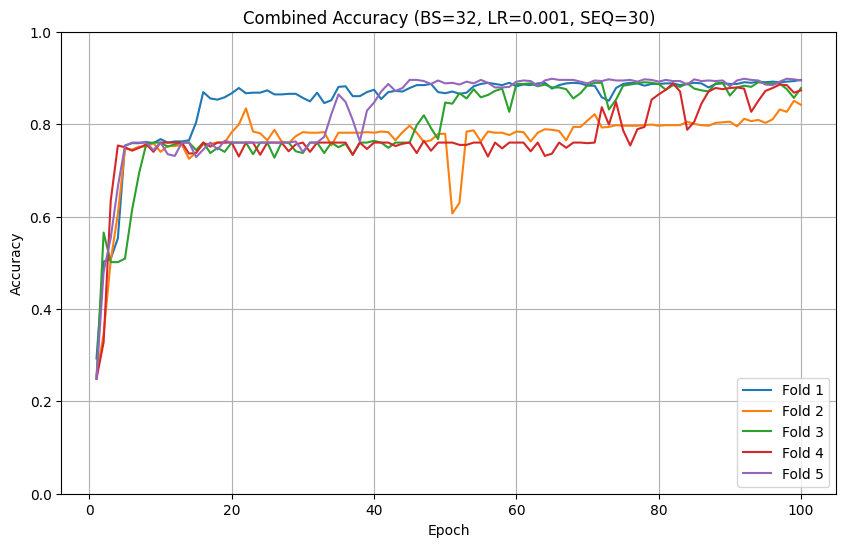 Combined Accuracy (BS=32, LR=0.001, SEQ=30)
1.0
0.8
0.6
0.4
0.2
0.0
Accuracy
0 20 40 60 80 100
Epoch
Fold 1
Fold 2
Fold 3
Fold 4
Fold 5